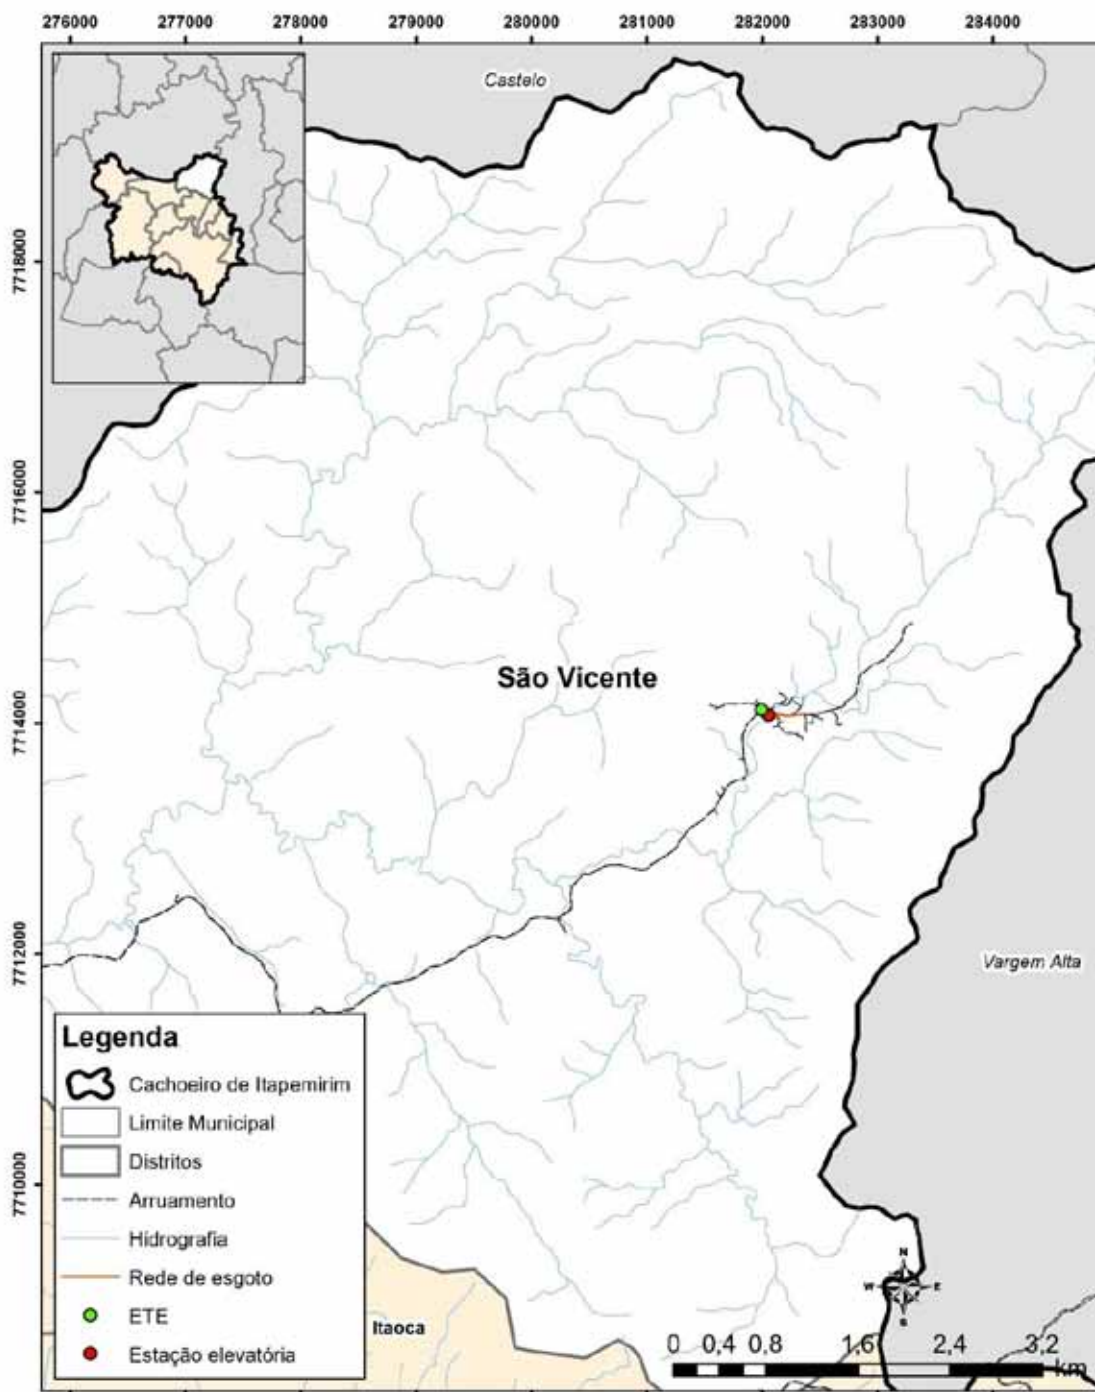 276000 277000 278000 279000 280000 281000 282000 283000 284000
Castelo
7718000
7716000
São Vicente
7714000
7712000
Vargem Alta
Legenda
Cachoeiro de Itapemirim
Limite Municipal
Distritos
7710000
Arruamento
Hidrografia
Rede de esgoto
N
W E
S
ETE
Itaoca
Estação elevatória
0 0,4 0,8 1,6 2,4 3,2
km